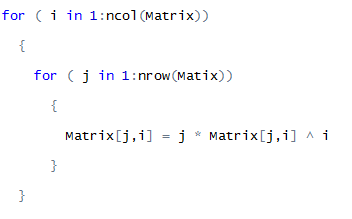 for ( i in 1:ncol(Matrix))
{
for ( j in 1:nrow(Matix))
{
Matrix[j,i] = j * Matrix[j,i] ^ i
}
}